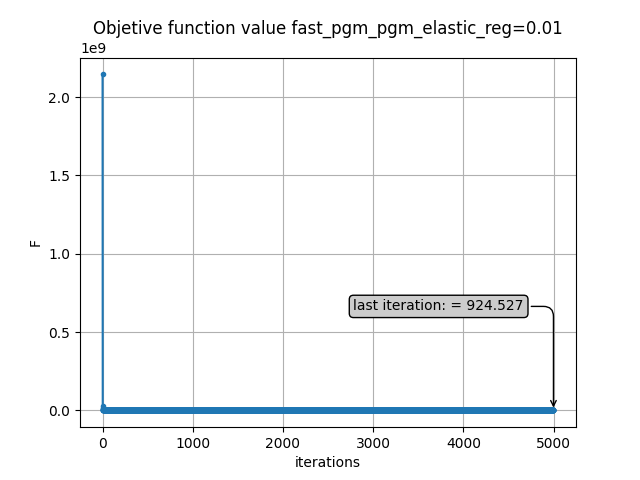 Objetive function value fast_pgm_pgm_elastic_reg=0.01
1e9
2.0
1.5
F
1.0
last iteration: = 924.527
0.5
0.0
0 1000 2000 3000 4000 5000
iterations